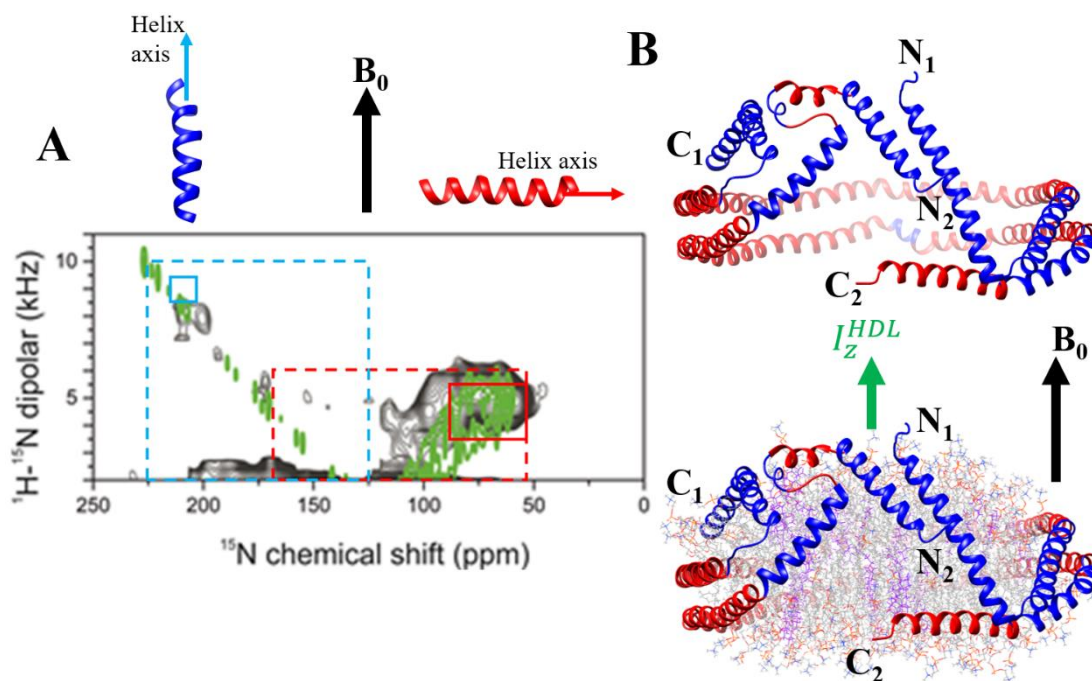 Helix
axis
B₀
A
Helix axis
10
5
¹H-¹⁵N dipolar (kHz)
250 200 150 100 50 0
¹⁵N chemical shift (ppm)
B
N₁
C₁
N₂
C₂
I_z^HDL
B₀
N₁
C₁
N₂
C₂